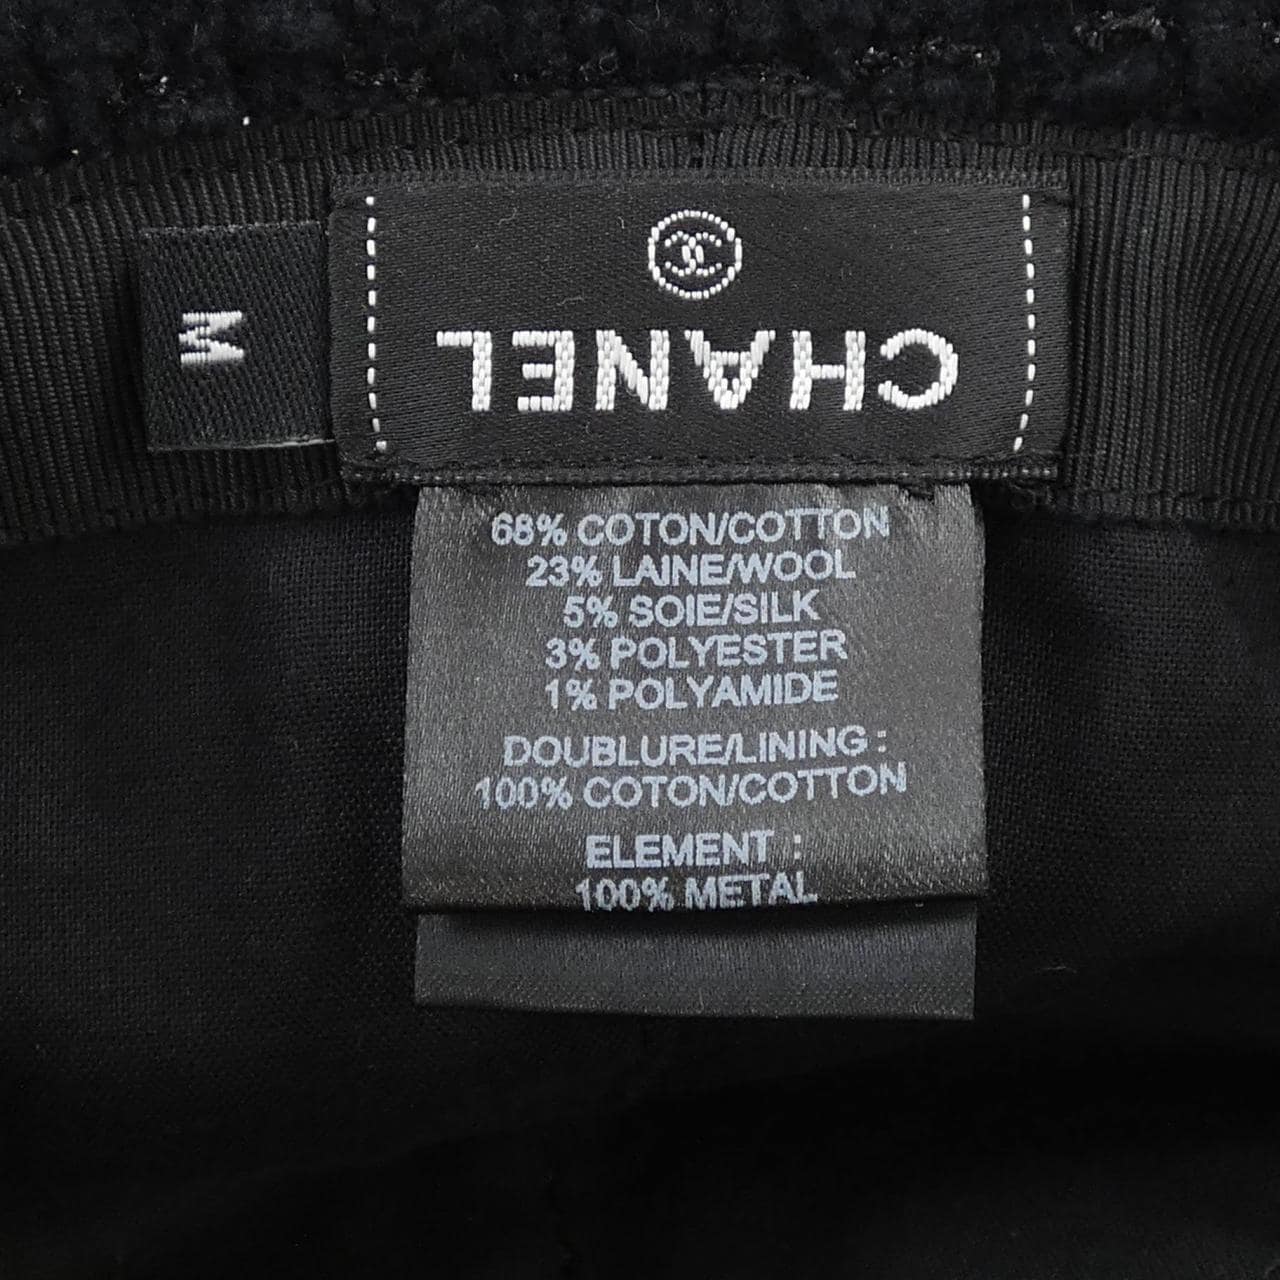 M
CHANEL
68% COTON/COTTON
23% LAINE/WOOL
5% SOIE/SILK
3% POLYESTER
1% POLYAMIDE
DOUBLURE/LINING :
100% COTON/COTTON
ELEMENT :
100% METAL